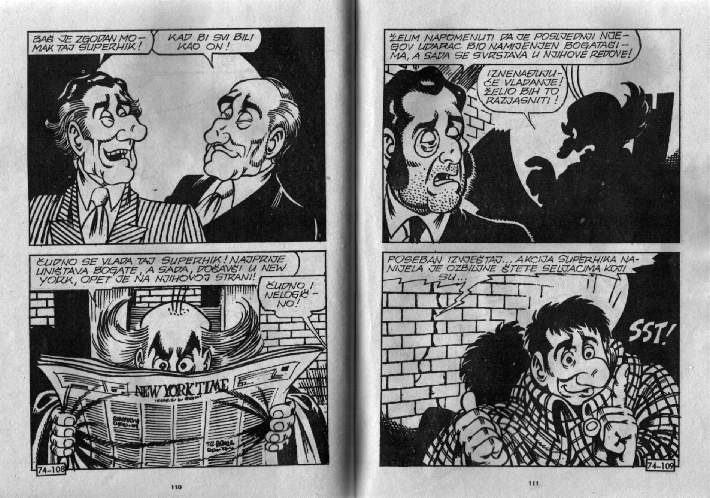 BAŠ JE ZGODAN MO-
MAK TAJ SUPERHIK!
KAD BI SVI BILI
KAO ON!
ČUDNO SE VLADA TAJ SUPERHIK! NAJPRIJE
UNIŠTAVA BOGATE, A SADA, DOŠAVŠI U NEW
YORK, OPET JE NA NJIHOVOJ STRANI!
ČUDNO I
NELOGIČ-
NO!
NEW YORK TIME
74-108
110
ŽELIM NAPOMENUTI DA JE POSLJEDNJI NJE-
GOV UDARAC BIO NAMIJENJEN BOGATAŠI-
MA, A SADA SE SVRSTAVA U NJIHOVE REDOVE!
IZNENAĐUJU-
ĆE VLADANJE!
ŽELIO BIH TO
RAZJASNITI!
POSEBAN IZVJEŠTAJ... AKCIJA SUPERHIKA NA-
NIJELA JE OZBILJNE ŠTETE SELJACIMA KOJI
SU...
SST!
74-109
111